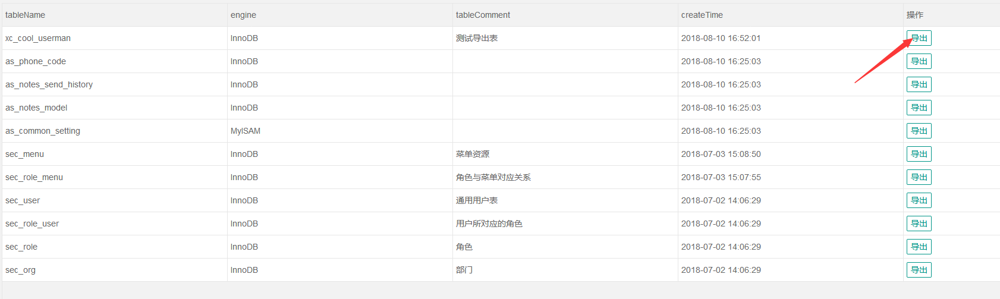 tableName engine tableComment createTime 操作
xc_cool_userman InnoDB 测试导出表 2018-08-10 16:52:01 导出
as_phone_code InnoDB 2018-08-10 16:25:03 导出
as_notes_send_history InnoDB 2018-08-10 16:25:03 导出
as_notes_model InnoDB 2018-08-10 16:25:03 导出
as_common_setting MyISAM 2018-08-10 16:25:03 导出
sec_menu InnoDB 菜单资源 2018-07-03 15:08:50 导出
sec_role_menu InnoDB 角色与菜单对应关系 2018-07-03 15:07:55 导出
sec_user InnoDB 通用用户表 2018-07-02 14:06:29 导出
sec_role_user InnoDB 用户所对应的角色 2018-07-02 14:06:29 导出
sec_role InnoDB 角色 2018-07-02 14:06:29 导出
sec_org InnoDB 部门 2018-07-02 14:06:29 导出